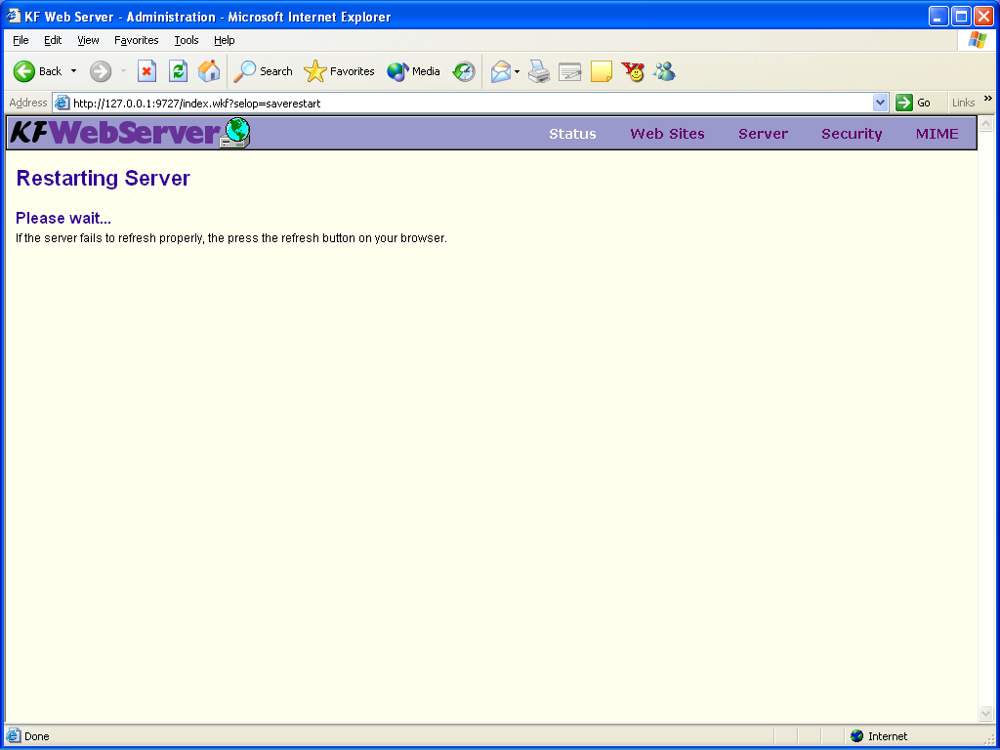 KF Web Server - Administration - Microsoft Internet Explorer
File Edit View Favorites Tools Help
Back Search Favorites Media
Address http://127.0.0.1:9727/index.wkf?selop=saverestart Go Links »
KFWebServer Status Web Sites Server Security MIME
Restarting Server
Please wait...
If the server fails to refresh properly, the press the refresh button on your browser.
Done Internet